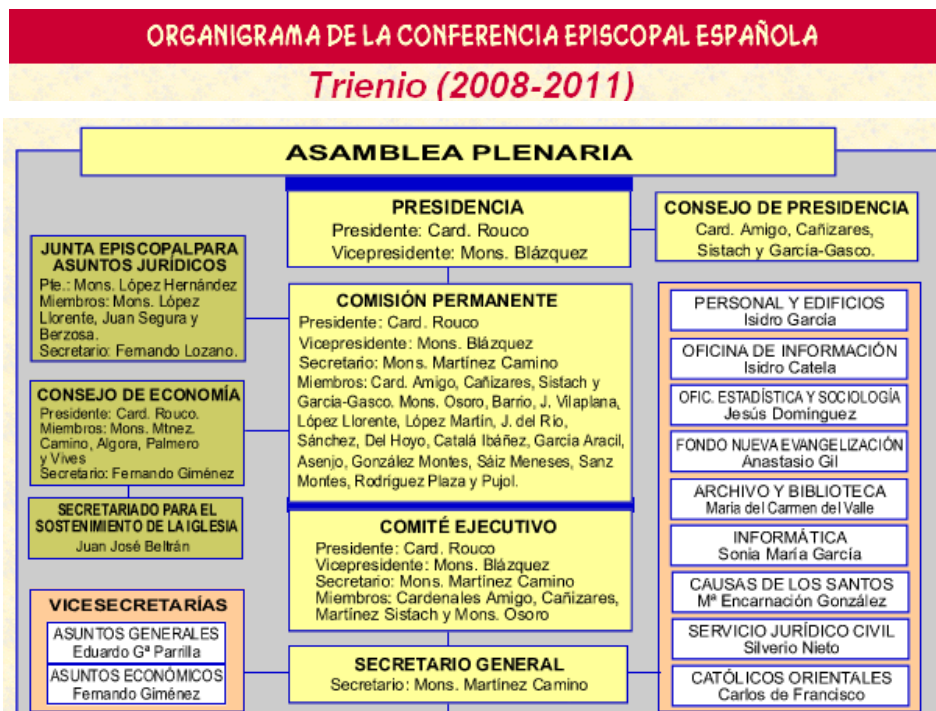 ORGANIGRAMA DE LA CONFERENCIA EPISCOPAL ESPAÑOLA
Trienio (2008-2011)
ASAMBLEA PLENARIA
PRESIDENCIA
Presidente: Card. Rouco
Vicepresidente: Mons. Blázquez
CONSEJO DE PRESIDENCIA
Card. Amigo, Cañizares,
Sistach y García-Gasco.
JUNTA EPISCOPALPARA
ASUNTOS JURÍDICOS
Pte.: Mons. López Hernández
Miembros: Mons. López
Llorente, Juan Segura y
Berzosa.
Secretario: Fernando Lozano.
COMISIÓN PERMANENTE
Presidente: Card. Rouco
Vicepresidente: Mons. Blázquez
Secretario: Mons. Martínez Camino
Miembros: Card. Amigo, Cañizares, Sistach y
García-Gasco. Mons. Osoro, Barrio, J. Vilaplana,
López Llorente, López Martín, J. del Río,
Sánchez, Del Hoyo, Catalá Ibáñez, García Aracil,
Asenjo, González Montes, Sáiz Meneses, Sanz
Montes, Rodríguez Plaza y Pujol.
CONSEJO DE ECONOMÍA
Presidente: Card. Rouco.
Miembros: Mons. Mtnez.
Camino, Algora, Palmero
y Vives
Secretario: Fernando Giménez
SECRETARIADO PARA EL
SOSTENIMIENTO DE LA IGLESIA
Juan José Beltrán
COMITÉ EJECUTIVO
Presidente: Card. Rouco
Vicepresidente: Mons. Blázquez
Secretario: Mons. Martínez Camino
Miembros: Cardenales Amigo, Cañizares,
Martínez Sistach y Mons. Osoro
VICESECRETARÍAS
ASUNTOS GENERALES
Eduardo Gª Parrilla
ASUNTOS ECONÓMICOS
Fernando Giménez
SECRETARIO GENERAL
Secretario: Mons. Martínez Camino
PERSONAL Y EDIFICIOS
Isidro García
OFICINA DE INFORMACIÓN
Isidro Catela
OFIC. ESTADÍSTICA Y SOCIOLOGÍA
Jesús Domínguez
FONDO NUEVA EVANGELIZACIÓN
Anastasio Gil
ARCHIVO Y BIBLIOTECA
Maria del Carmen del Valle
INFORMÁTICA
Sonia María García
CAUSAS DE LOS SANTOS
Mª Encarnación González
SERVICIO JURÍDICO CIVIL
Silverio Nieto
CATÓLICOS ORIENTALES
Carlos de Francisco